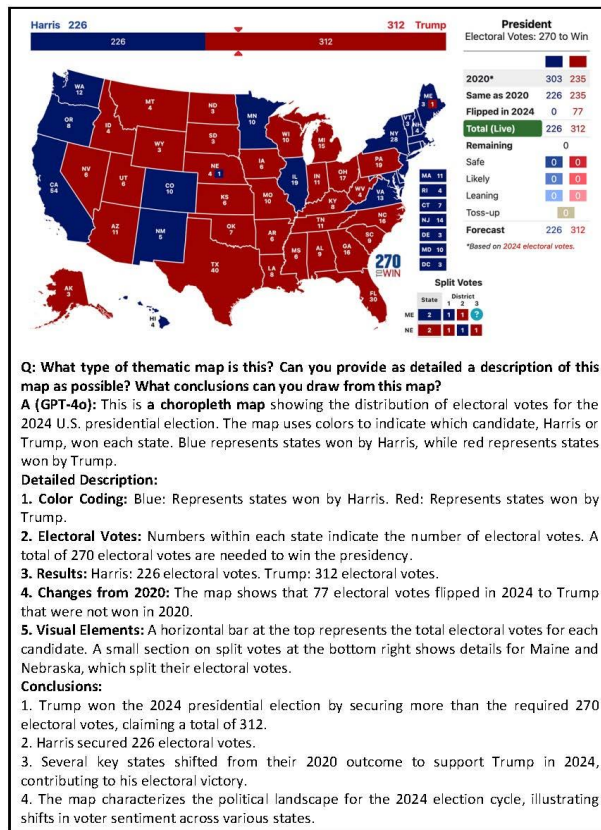 Harris 226
312 Trump
226
312
President
Electoral Votes: 270 to Win
2020* 303 235
Same as 2020 226 235
Flipped in 2024 0 77
Total (Live) 226 312
Remaining 0
Safe 0 0
Likely 0 0
Leaning 0 0
Toss-up 0
Forecast 226 312
*Based on 2024 electoral votes.
WA 12
OR 8
CA 54
NV 6
ID 4
MT 4
WY 3
UT 6
AZ 11
CO 10
NM 5
ND 3
SD 3
NE 4 1
KS 6
OK 7
TX 40
MN 10
IA 6
MO 10
AR 6
LA 8
WI 10
IL 19
MI 15
IN 11
OH 17
KY 8
TN 11
MS 6
AL 9
GA 16
FL 30
SC 9
NC 16
VA 13
WV 4
PA 19
NY 28
VT 3
NH 4
ME 3 1
AK 3
HI 4
MA 11
RI 4
CT 7
NJ 14
DE 3
MD 10
DC 3
270
TO WIN
Split Votes
State District
1 2 3
ME 2 1 1 ?
NE 2 1 1 1
Q: What type of thematic map is this? Can you provide as detailed a description of this
map as possible? What conclusions can you draw from this map?
A (GPT-4o): This is a choropleth map showing the distribution of electoral votes for the
2024 U.S. presidential election. The map uses colors to indicate which candidate, Harris or
Trump, won each state. Blue represents states won by Harris, while red represents states
won by Trump.
Detailed Description:
1. Color Coding: Blue: Represents states won by Harris. Red: Represents states won by
Trump.
2. Electoral Votes: Numbers within each state indicate the number of electoral votes. A
total of 270 electoral votes are needed to win the presidency.
3. Results: Harris: 226 electoral votes. Trump: 312 electoral votes.
4. Changes from 2020: The map shows that 77 electoral votes flipped in 2024 to Trump
that were not won in 2020.
5. Visual Elements: A horizontal bar at the top represents the total electoral votes for each
candidate. A small section on split votes at the bottom right shows details for Maine and
Nebraska, which split their electoral votes.
Conclusions:
1. Trump won the 2024 presidential election by securing more than the required 270
electoral votes, claiming a total of 312.
2. Harris secured 226 electoral votes.
3. Several key states shifted from their 2020 outcome to support Trump in 2024,
contributing to his electoral victory.
4. The map characterizes the political landscape for the 2024 election cycle, illustrating
shifts in voter sentiment across various states.